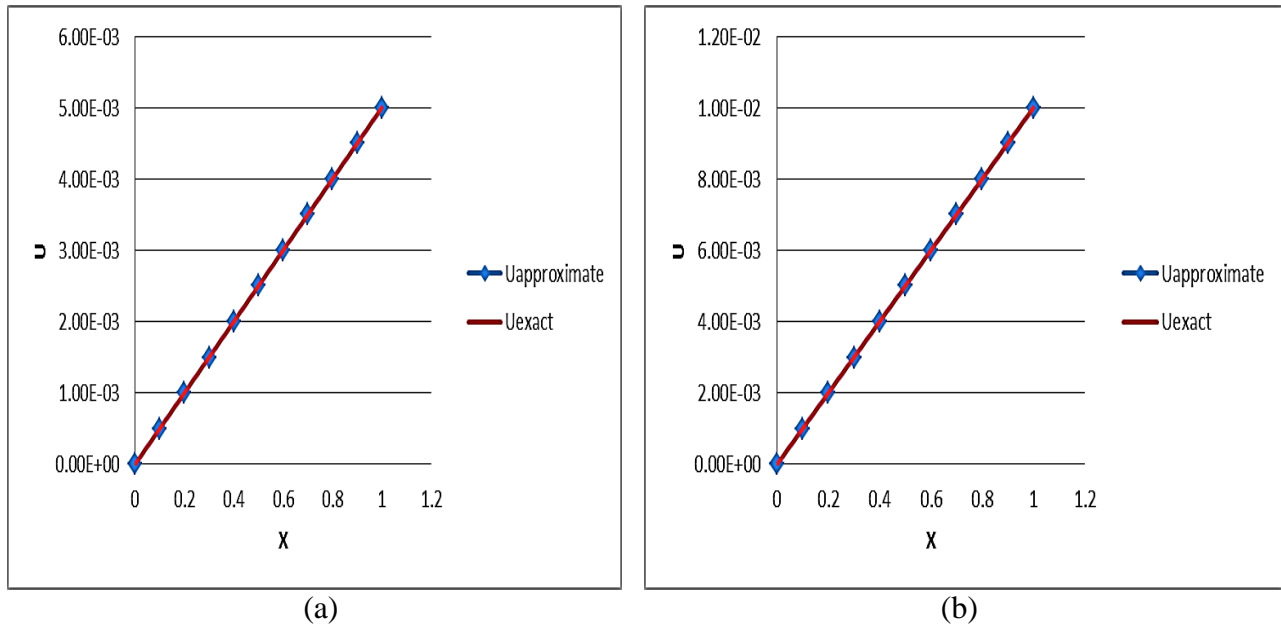 6.00E-03
5.00E-03
4.00E-03
3.00E-03
2.00E-03
1.00E-03
0.00E+00
U
0 0.2 0.4 0.6 0.8 1 1.2
X
Uapproximate
Uexact
(a)
1.20E-02
1.00E-02
8.00E-03
6.00E-03
4.00E-03
2.00E-03
0.00E+00
U
0 0.2 0.4 0.6 0.8 1 1.2
X
Uapproximate
Uexact
(b)